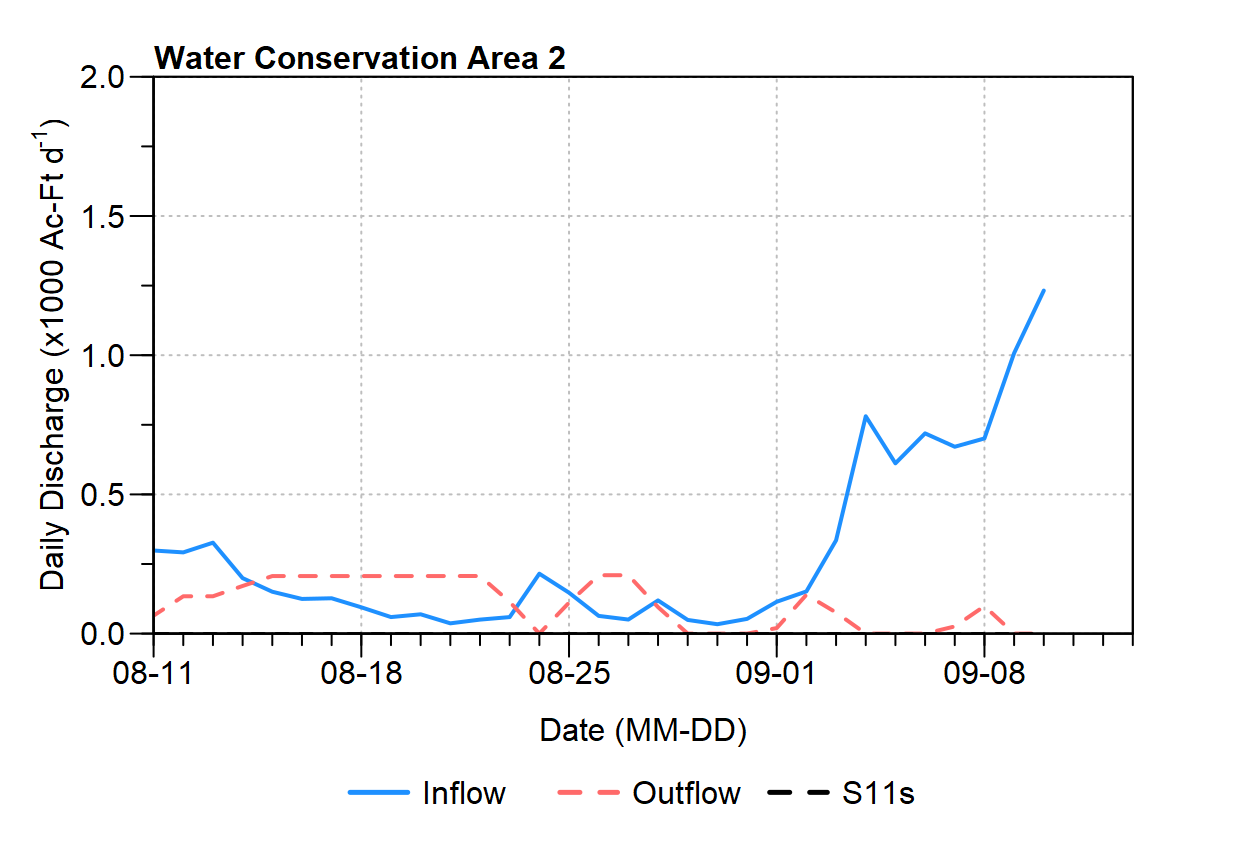 Water Conservation Area 2
Daily Discharge (x1000 Ac-Ft d⁻¹)
2.0
1.5
1.0
0.5
0.0
08-11 08-18 08-25 09-01 09-08
Date (MM-DD)
Inflow Outflow S11s